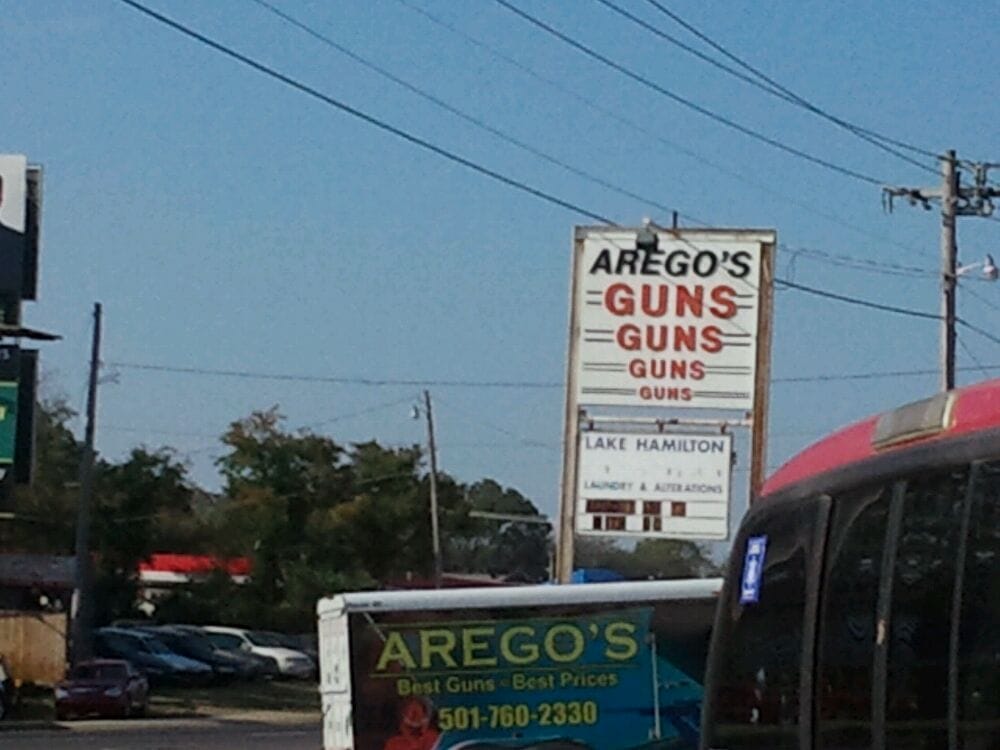 AREGO'S
GUNS
GUNS
GUNS
GUNS
LAKE HAMILTON
LAUNDRY & ALTERATIONS
AREGO'S
Best Guns - Best Prices
501-760-2330